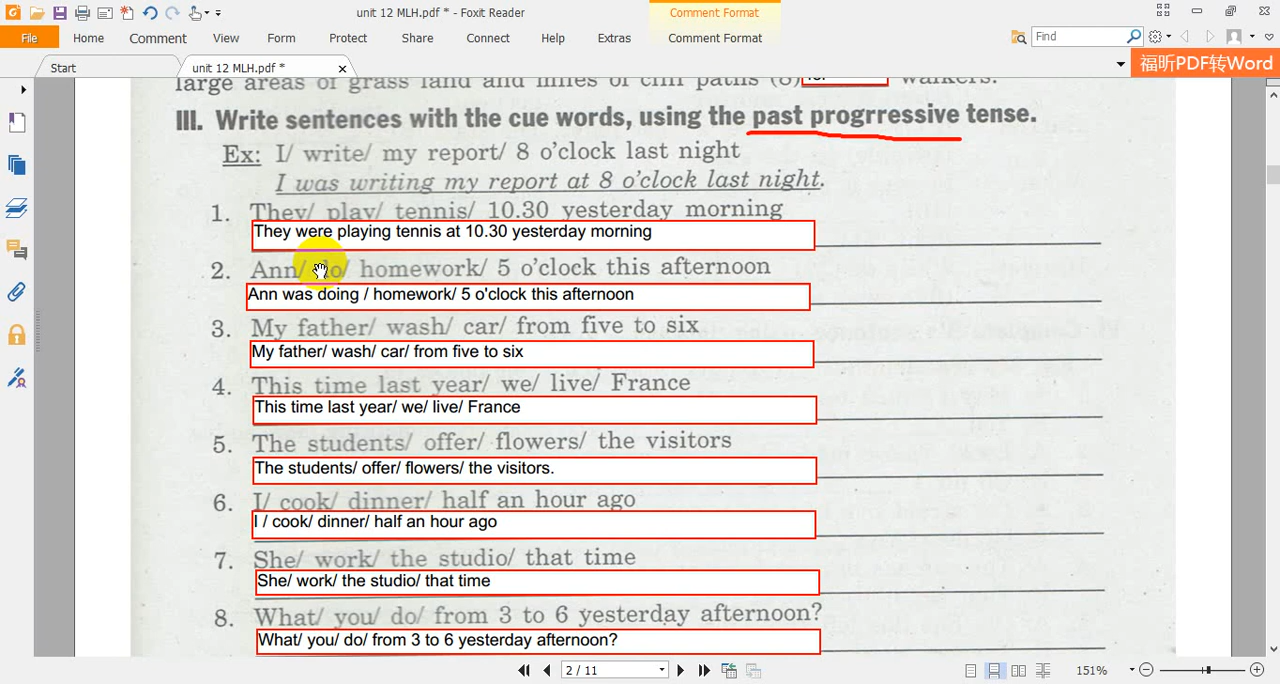 unit 12 MLH.pdf * - Foxit Reader
Comment Format
File Home Comment View Form Protect Share Connect Help Extras Comment Format
Find
Start unit 12 MLH.pdf *
福昕PDF转Word
large areas of grass land and miles of cliff paths (8) walkers.
III. Write sentences with the cue words, using the past progrressive tense.
Ex: I/ write/ my report/ 8 o'clock last night
I was writing my report at 8 o'clock last night.
1. They/ play/ tennis/ 10.30 yesterday morning
They were playing tennis at 10.30 yesterday morning
2. Ann/ do/ homework/ 5 o'clock this afternoon
Ann was doing / homework/ 5 o'clock this afternoon
3. My father/ wash/ car/ from five to six
My father/ wash/ car/ from five to six
4. This time last year/ we/ live/ France
This time last year/ we/ live/ France
5. The students/ offer/ flowers/ the visitors
The students/ offer/ flowers/ the visitors.
6. I/ cook/ dinner/ half an hour ago
I / cook/ dinner/ half an hour ago
7. She/ work/ the studio/ that time
She/ work/ the studio/ that time
8. What/ you/ do/ from 3 to 6 yesterday afternoon?
What/ you/ do/ from 3 to 6 yesterday afternoon?
2 / 11
151%